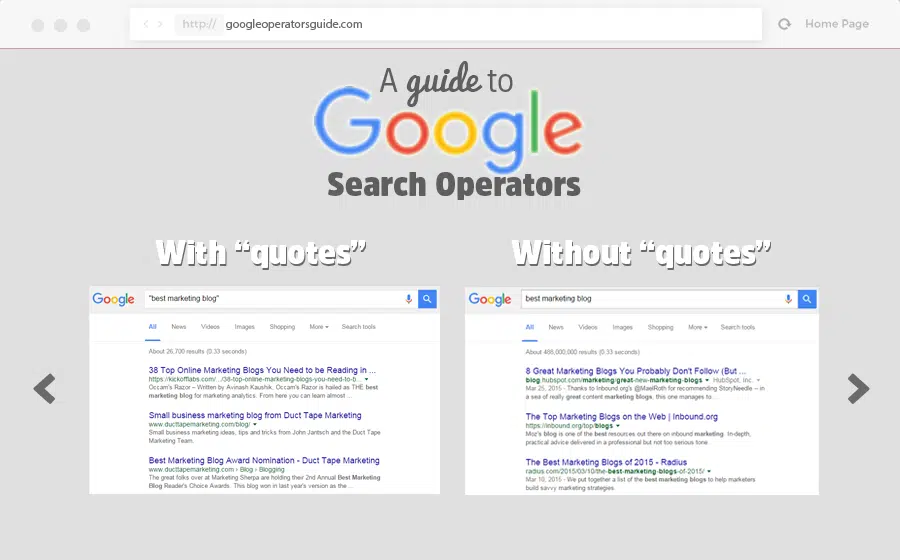 http:// googleoperatorsguide.com Home Page
A guide to
Google
Search Operators
With “quotes”
Google "best marketing blog"
All News Videos Images Shopping More Search tools
About 26,700 results (0.33 seconds)
38 Top Online Marketing Blogs You Need to be Reading in ...
https://kickofflabs.com/.../38-top-online-marketing-blogs-you-need-to-b...
Occam's Razor – Written by Avinash Kaushik, Occam's Razor is hailed as THE best
marketing blog for marketing analytics. From here you can learn almost ...
Small business marketing blog from Duct Tape Marketing
www.ducttapemarketing.com/blog/
Small business marketing ideas, tips and tricks from John Jantsch and the Duct Tape
Marketing Team.
Best Marketing Blog Award Nomination - Duct Tape Marketing
www.ducttapemarketing.com › Blog › Blogging
The great folks over at Marketing Sherpa are holding their 2nd Annual Best Marketing
Blog Reader's Choice Awards. This blog won in last year's version as the ...
Without “quotes”
Google best marketing blog
All News Videos Images Shopping More Search tools
About 466,000,000 results (0.33 seconds)
8 Great Marketing Blogs You Probably Don't Follow (But ...
blog.hubspot.com/marketing/great-new-marketing-blogs HubSpot, Inc.
Mar 25, 2015 - Thanks to Inbound.org's @MaelRoth for recommending StoryNeedle -- in
a sea of really great content marketing blogs, this one manages to...
The Top Marketing Blogs on the Web | Inbound.org
https://inbound.org/top/blogs
Moz's blog is one of the best resources out there on inbound marketing. In-depth,
practical advice delivered in a professional but not too serious tone.
The Best Marketing Blogs of 2015 - Radius
radius.com/2015/03/10/the-best-marketing-blogs-of-2015/
Mar 10, 2015 - We put together a list of the best marketing blogs to help marketers
build savvy marketing strategies.